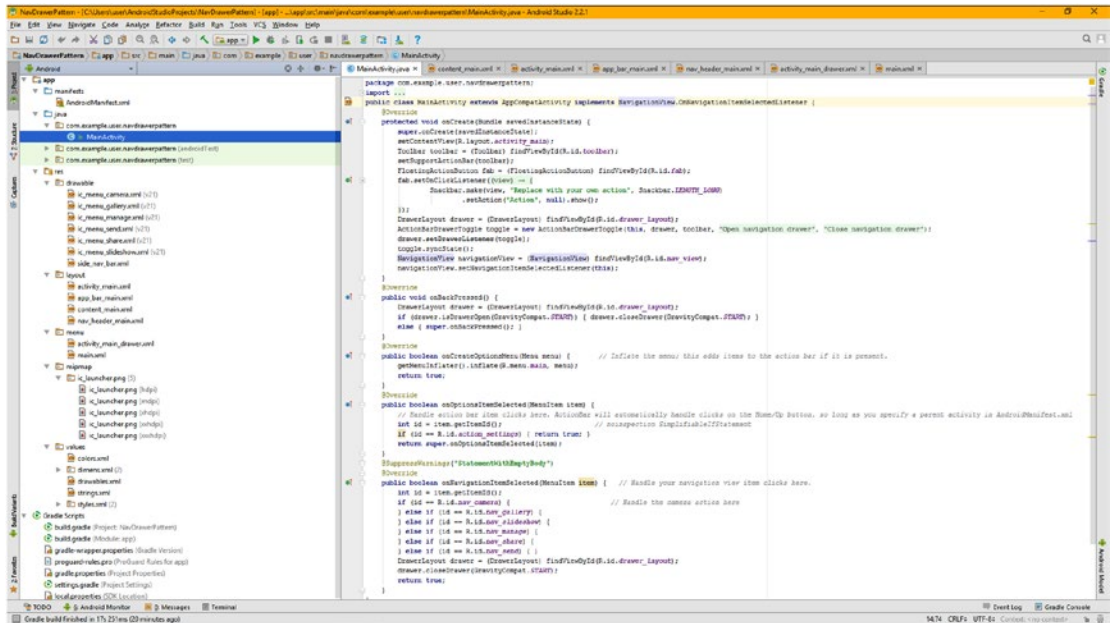 NavDrawerPattern - [C:\Users\user\AndroidStudioProjects\NavDrawerPattern] - [app] - ...\app\src\main\java\com\example\user\navdrawerpattern\MainActivity.java - Android Studio 2.2.1
File Edit View Navigate Code Analyze Refactor Build Run Tools VCS Window Help
app
NavDrawerPattern app src main java com example user navdrawerpattern MainActivity
Android
MainActivity.java content_main.xml activity_main.xml app_bar_main.xml nav_header_main.xml activity_main_drawer.xml main.xml
1: Project
Structure
Captures
Build Variants
2: Favorites
app
manifests
AndroidManifest.xml
java
com.example.user.navdrawerpattern
MainActivity
com.example.user.navdrawerpattern (androidTest)
com.example.user.navdrawerpattern (test)
res
drawable
ic_menu_camera.xml (v21)
ic_menu_gallery.xml (v21)
ic_menu_manage.xml (v21)
ic_menu_send.xml (v21)
ic_menu_share.xml (v21)
ic_menu_slideshow.xml (v21)
side_nav_bar.xml
layout
activity_main.xml
app_bar_main.xml
content_main.xml
nav_header_main.xml
menu
activity_main_drawer.xml
main.xml
mipmap
ic_launcher.png (5)
ic_launcher.png (hdpi)
ic_launcher.png (mdpi)
ic_launcher.png (xhdpi)
ic_launcher.png (xxhdpi)
ic_launcher.png (xxxhdpi)
values
colors.xml
dimens.xml (2)
drawables.xml
strings.xml
styles.xml (2)
Gradle Scripts
build.gradle (Project: NavDrawerPattern)
build.gradle (Module: app)
gradle-wrapper.properties (Gradle Version)
proguard-rules.pro (ProGuard Rules for app)
gradle.properties (Project Properties)
settings.gradle (Project Settings)
local.properties (SDK Location)
package com.example.user.navdrawerpattern;
import ...
public class MainActivity extends AppCompatActivity implements NavigationView.OnNavigationItemSelectedListener {
@Override
protected void onCreate(Bundle savedInstanceState) {
super.onCreate(savedInstanceState);
setContentView(R.layout.activity_main);
Toolbar toolbar = (Toolbar) findViewById(R.id.toolbar);
setSupportActionBar(toolbar);
FloatingActionButton fab = (FloatingActionButton) findViewById(R.id.fab);
fab.setOnClickListener((view) → {
Snackbar.make(view, "Replace with your own action", Snackbar.LENGTH_LONG)
.setAction("Action", null).show();
});
DrawerLayout drawer = (DrawerLayout) findViewById(R.id.drawer_layout);
ActionBarDrawerToggle toggle = new ActionBarDrawerToggle(this, drawer, toolbar, "Open navigation drawer", "Close navigation drawer");
drawer.setDrawerListener(toggle);
toggle.syncState();
NavigationView navigationView = (NavigationView) findViewById(R.id.nav_view);
navigationView.setNavigationItemSelectedListener(this);
}
@Override
public void onBackPressed() {
DrawerLayout drawer = (DrawerLayout) findViewById(R.id.drawer_layout);
if (drawer.isDrawerOpen(GravityCompat.START)) { drawer.closeDrawer(GravityCompat.START); }
else { super.onBackPressed(); }
}
@Override
public boolean onCreateOptionsMenu(Menu menu) { // Inflate the menu; this adds items to the action bar if it is present.
getMenuInflater().inflate(R.menu.main, menu);
return true;
}
@Override
public boolean onOptionsItemSelected(MenuItem item) {
// Handle action bar item clicks here. ActionBar will automatically handle clicks on the Home/Up button, so long as you specify a parent activity in AndroidManifest.xml
int id = item.getItemId(); // noinspection SimplifiableIfStatement
if (id == R.id.action_settings) { return true; }
return super.onOptionsItemSelected(item);
}
@SuppressWarnings("StatementWithEmptyBody")
@Override
public boolean onNavigationItemSelected(MenuItem item) { // Handle your navigation view item clicks here.
int id = item.getItemId();
if (id == R.id.nav_camera) { // Handle the camera action here
} else if (id == R.id.nav_gallery) {
} else if (id == R.id.nav_slideshow) {
} else if (id == R.id.nav_manage) {
} else if (id == R.id.nav_share) {
} else if (id == R.id.nav_send) { }
DrawerLayout drawer = (DrawerLayout) findViewById(R.id.drawer_layout);
drawer.closeDrawer(GravityCompat.START);
return true;
}
Gradle
Android Model
TODO 6: Android Monitor 0: Messages Terminal
Event Log Gradle Console
Gradle build finished in 17s 251ms (20 minutes ago)
14:74 CRLF÷ UTF-8÷ Context: <no context>